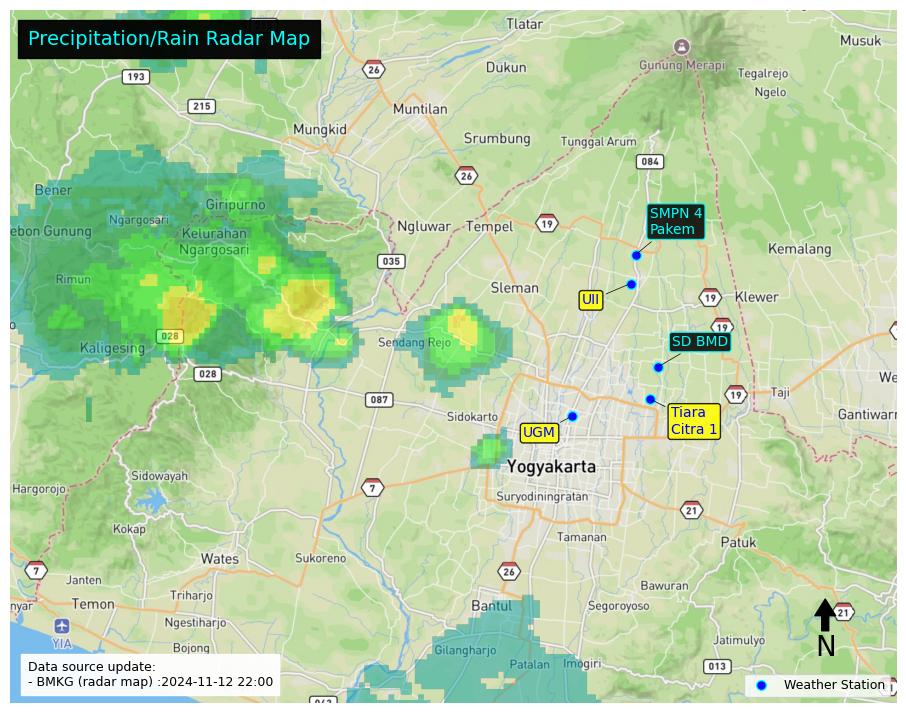 Precipitation/Rain Radar Map
Tlatar
Musuk
Gunung Merapi
Dukun
Tegalrejo
Ngelo
193
26
215
Muntilan
Mungkid
Srumbung
Tunggal Arum
084
26
Bener
Giripurno
Ngargosari
Kelurahan
Ngargosari
ebon Gunung
Ngluwar
Tempel
19
SMPN 4
Pakem
Kemalang
035
Rimun
Sleman
UII
19
Klewer
19
028
Kaligesing
Sendang Rejo
SD BMD
028
087
19
Taji
We
Sidokarto
UGM
Tiara
Citra 1
Gantiwarn
Yogyakarta
Sidowayah
Hargorojo
7
Suryodiningratan
21
Kokap
Tamanan
Patuk
Wates
Sukoreno
7
26
Janten
Bawuran
nyar
Temon
Triharjo
Bantul
Segoroyoso
21
Ngestiharjo
YIA
Jatimulyo
N
Bojong
Gilangharjo
Patalan
Imogiri
013
Data source update:
- BMKG (radar map) :2024-11-12 22:00
Weather Station